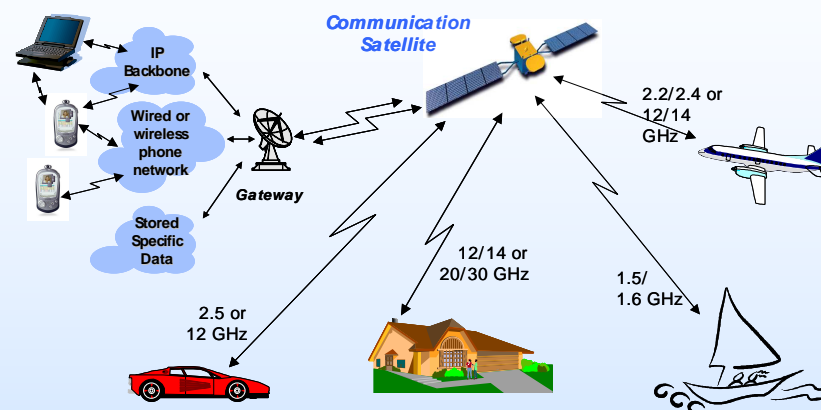 Communication
Satellite
IP
Backbone
Wired or
wireless
phone
network
Gateway
Stored
Specific
Data
2.2/2.4 or
12/14
GHz
12/14 or
20/30 GHz
1.5/
1.6 GHz
2.5 or
12 GHz